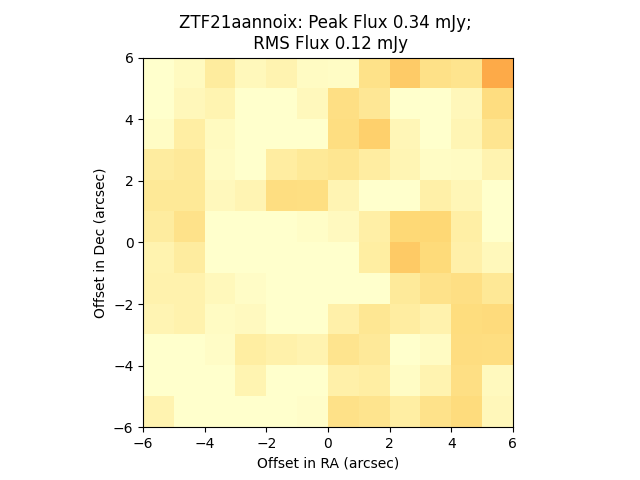 ZTF21aannoix: Peak Flux 0.34 mJy;
RMS Flux 0.12 mJy
6
4
2
0
−2
−4
−6
Offset in Dec (arcsec)
−6 −4 −2 0 2 4 6
Offset in RA (arcsec)